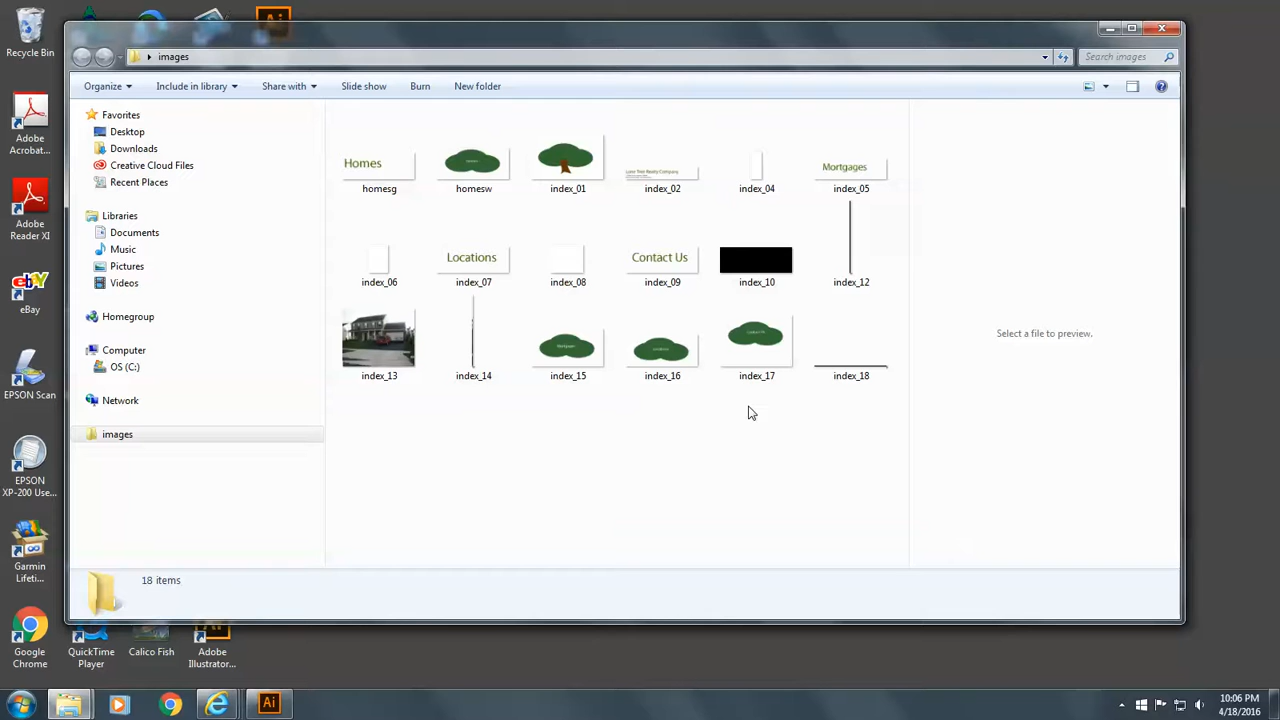 Recycle Bin
Ai
images
Search images
Organize
Include in library
Share with
Slide show
Burn
New folder
Favorites
Desktop
Downloads
Creative Cloud Files
Recent Places
Libraries
Documents
Music
Pictures
Videos
Homegroup
Computer
OS (C:)
Network
images
Homes
Mortgages
homesg
homesw
index_01
index_02
index_04
index_05
Locations
Contact Us
index_06
index_07
index_08
index_09
index_10
index_12
Select a file to preview.
index_13
index_14
index_15
index_16
index_17
index_18
18 items
Adobe
Acrobat...
Adobe
Reader XI
ebY
eBay
EPSON Scan
EPSON
XP-200 Use...
Garmin
Lifeti...
Google
Chrome
QuickTime
Player
Calico Fish
Adobe
Illustrator...
Ai
10:06 PM
4/18/2016